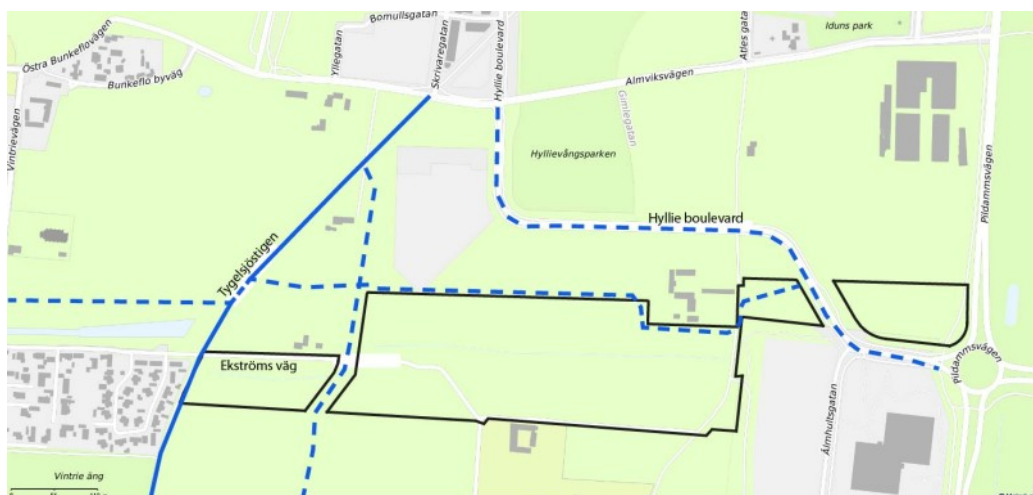 Bomullsgatan
Iduns park
Östra Bunkeflovägen
Yllegatan
Skrivaregatan
Hyllie boulevard
Atles gata
Bunkeflo byväg
Almviksvägen
Gimlegatan
Vintrievägen
Hyllievångsparken
Pildammsvägen
Hyllie boulevard
Tygelsjöstigen
Ekströms väg
Pildammsvägen
Älmhultsgatan
Vintrie äng